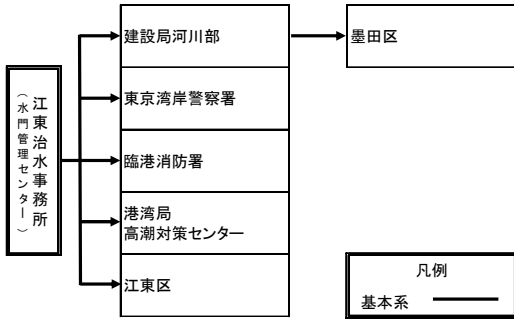 江東治水事務所
（水門管理センター）
建設局河川部
東京湾岸警察署
臨港消防署
港湾局
高潮対策センター
江東区
墨田区
凡例
基本系